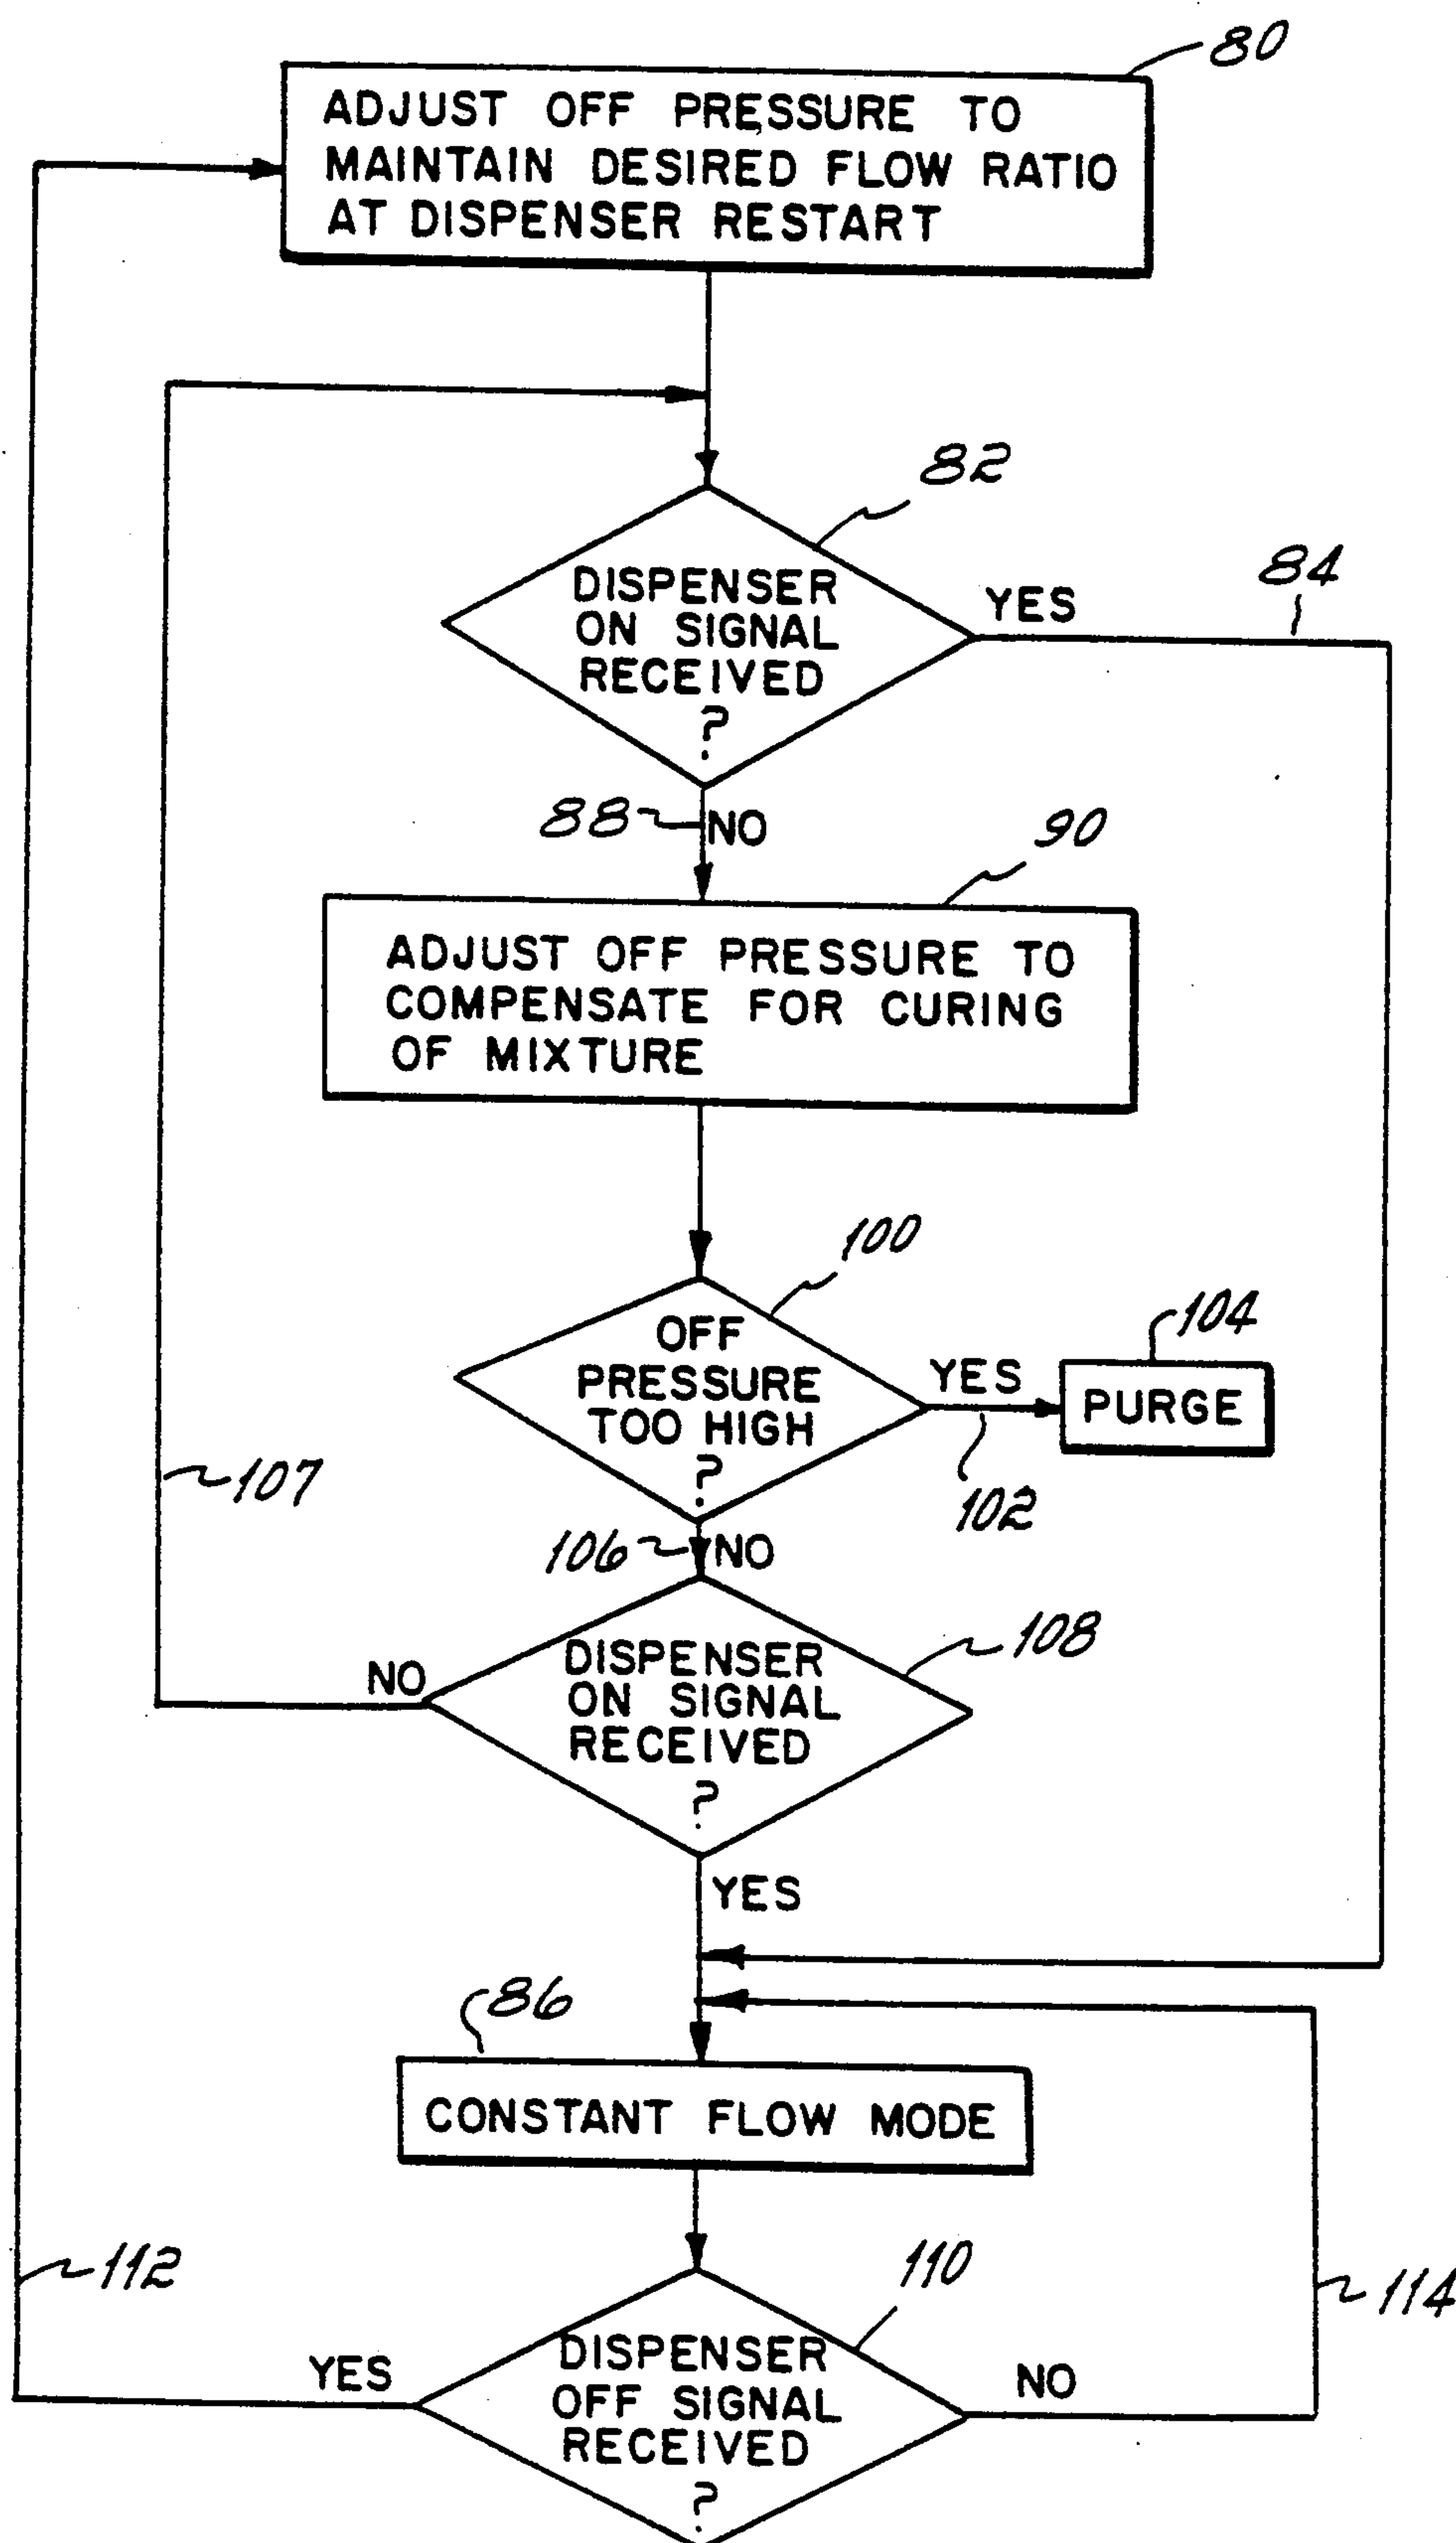 80
ADJUST OFF PRESSURE TO
MAINTAIN DESIRED FLOW RATIO
AT DISPENSER RESTART
82
DISPENSER
ON SIGNAL
RECEIVED
?
YES
84
88
NO
90
ADJUST OFF PRESSURE TO
COMPENSATE FOR CURING
OF MIXTURE
100
OFF
PRESSURE
TOO HIGH
?
YES
102
104
PURGE
107
106
NO
108
DISPENSER
ON SIGNAL
RECEIVED
?
NO
YES
86
CONSTANT FLOW MODE
112
110
114
DISPENSER
OFF SIGNAL
RECEIVED
?
YES
NO